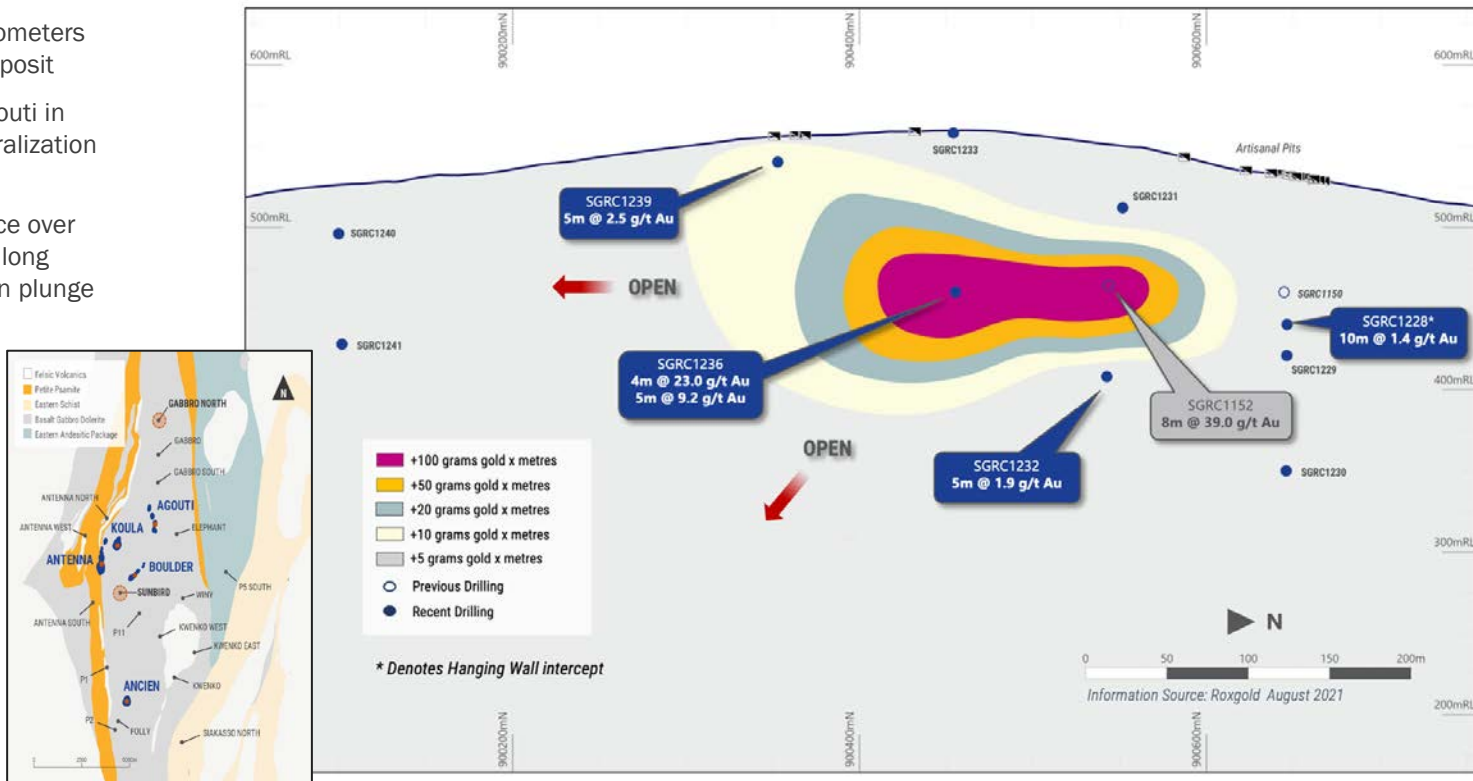 ometers
posit
outi in
ralization
ce over
long
n plunge
900200mN
900400mN
900600mN
600mRL
600mRL
SGRC1233
Artisanal Pits
SGRC1239
5m @ 2.5 g/t Au
SGRC1231
500mRL
500mRL
SGRC1240
OPEN
SGRC1150
SGRC1228*
10m @ 1.4 g/t Au
SGRC1241
SGRC1236
4m @ 23.0 g/t Au
5m @ 9.2 g/t Au
SGRC1229
400mRL
SGRC1152
8m @ 39.0 g/t Au
OPEN
SGRC1232
5m @ 1.9 g/t Au
SGRC1230
+100 grams gold x metres
+50 grams gold x metres
+20 grams gold x metres
+10 grams gold x metres
+5 grams gold x metres
Previous Drilling
Recent Drilling
* Denotes Hanging Wall intercept
300mRL
N
0 50 100 150 200m
Information Source: Roxgold August 2021
200mRL
900200mN
900400mN
900600mN
Felsic Volcanics
Eastern Schist
Basalt Gabbro Dolerite
Eastern Andesitic Package
N
GABBRO NORTH
GABBRO
GABBRO SOUTH
ANTENNA NORTH
AGOUTI
ANTENNA WEST
KOULA
ELEPHANT
ANTENNA
BOULDER
P5 SOUTH
SUNBIRD
WINY
ANTENNA SOUTH
P11
KWENKO WEST
KWENKO EAST
P1
ANCIEN
KWENKO
P2
FOLLY
SIAKASSO NORTH
0